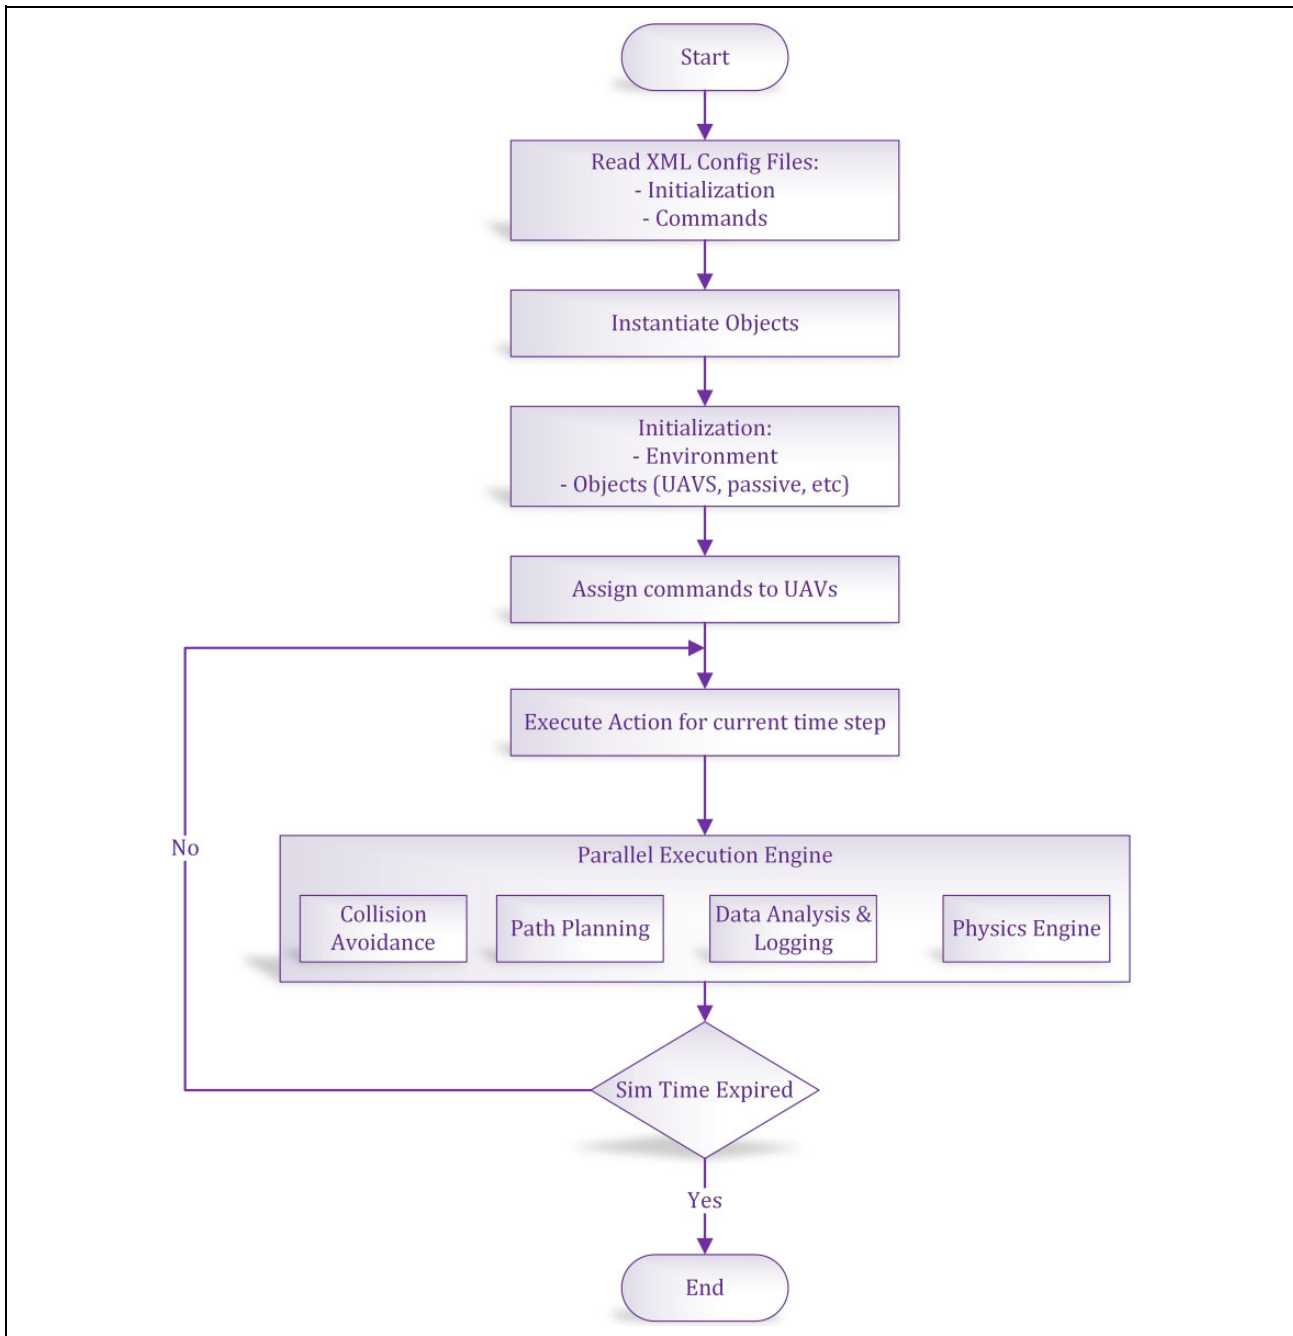 Start
Read XML Config Files:
- Initialization
- Commands
Instantiate Objects
Initialization:
- Environment
- Objects (UAVS, passive, etc)
Assign commands to UAVs
Execute Action for current time step
No
Parallel Execution Engine
Collision
Avoidance
Path Planning
Data Analysis &
Logging
Physics Engine
Sim Time Expired
Yes
End